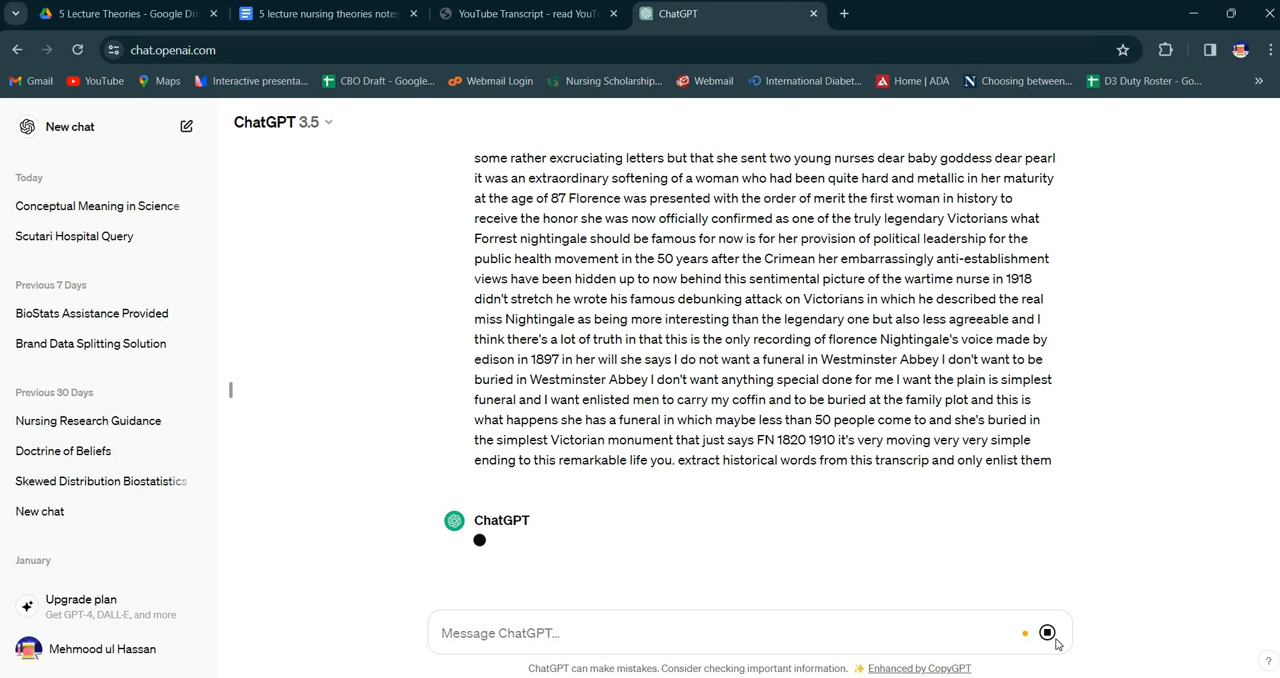 5 Lecture Theories - Google Dri
5 lecture nursing theories notes
YouTube Transcript - read YouTu
ChatGPT
chat.openai.com
Gmail
YouTube
Maps
Interactive presenta...
CBO Draft - Google...
Webmail Login
Nursing Scholarship...
Webmail
International Diabet...
Home | ADA
Choosing between...
D3 Duty Roster - Go...
New chat
Today
Conceptual Meaning in Science
Scutari Hospital Query
Previous 7 Days
BioStats Assistance Provided
Brand Data Splitting Solution
Previous 30 Days
Nursing Research Guidance
Doctrine of Beliefs
Skewed Distribution Biostatistics
New chat
January
Upgrade plan
Get GPT-4, DALL·E, and more
Mehmood ul Hassan
ChatGPT 3.5
some rather excruciating letters but that she sent two young nurses dear baby goddess dear pearl
it was an extraordinary softening of a woman who had been quite hard and metallic in her maturity
at the age of 87 Florence was presented with the order of merit the first woman in history to
receive the honor she was now officially confirmed as one of the truly legendary Victorians what
Forrest nightingale should be famous for now is for her provision of political leadership for the
public health movement in the 50 years after the Crimean her embarrassingly anti-establishment
views have been hidden up to now behind this sentimental picture of the wartime nurse in 1918
didn't stretch he wrote his famous debunking attack on Victorians in which he described the real
miss Nightingale as being more interesting than the legendary one but also less agreeable and I
think there's a lot of truth in that this is the only recording of florence Nightingale's voice made by
edison in 1897 in her will she says I do not want a funeral in Westminster Abbey I don't want to be
buried in Westminster Abbey I don't want anything special done for me I want the plain is simplest
funeral and I want enlisted men to carry my coffin and to be buried at the family plot and this is
what happens she has a funeral in which maybe less than 50 people come to and she's buried in
the simplest Victorian monument that just says FN 1820 1910 it's very moving very very simple
ending to this remarkable life you. extract historical words from this transcrip and only enlist them
ChatGPT
Message ChatGPT...
ChatGPT can make mistakes. Consider checking important information. ✨ Enhanced by CopyGPT
?